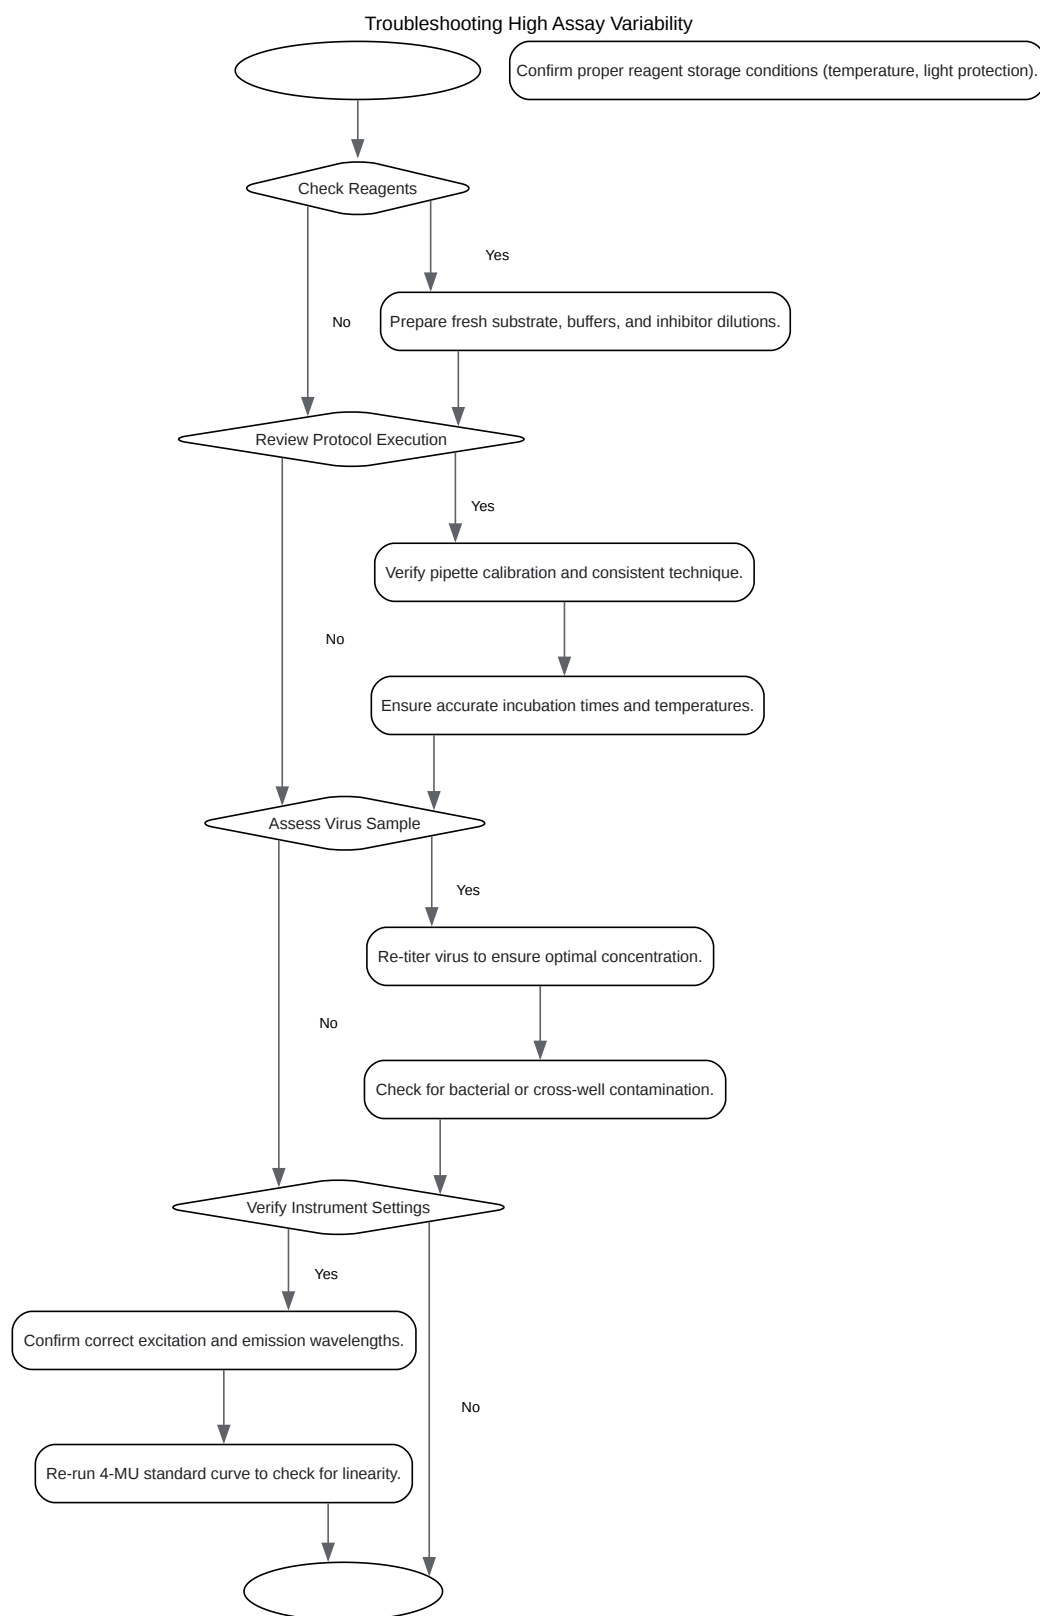 Troubleshooting High Assay Variability
Confirm proper reagent storage conditions (temperature, light protection).
Check Reagents
Yes
No
Prepare fresh substrate, buffers, and inhibitor dilutions.
Review Protocol Execution
Yes
Verify pipette calibration and consistent technique.
No
Ensure accurate incubation times and temperatures.
Assess Virus Sample
Yes
Re-titer virus to ensure optimal concentration.
No
Check for bacterial or cross-well contamination.
Verify Instrument Settings
Yes
Confirm correct excitation and emission wavelengths.
No
Re-run 4-MU standard curve to check for linearity.